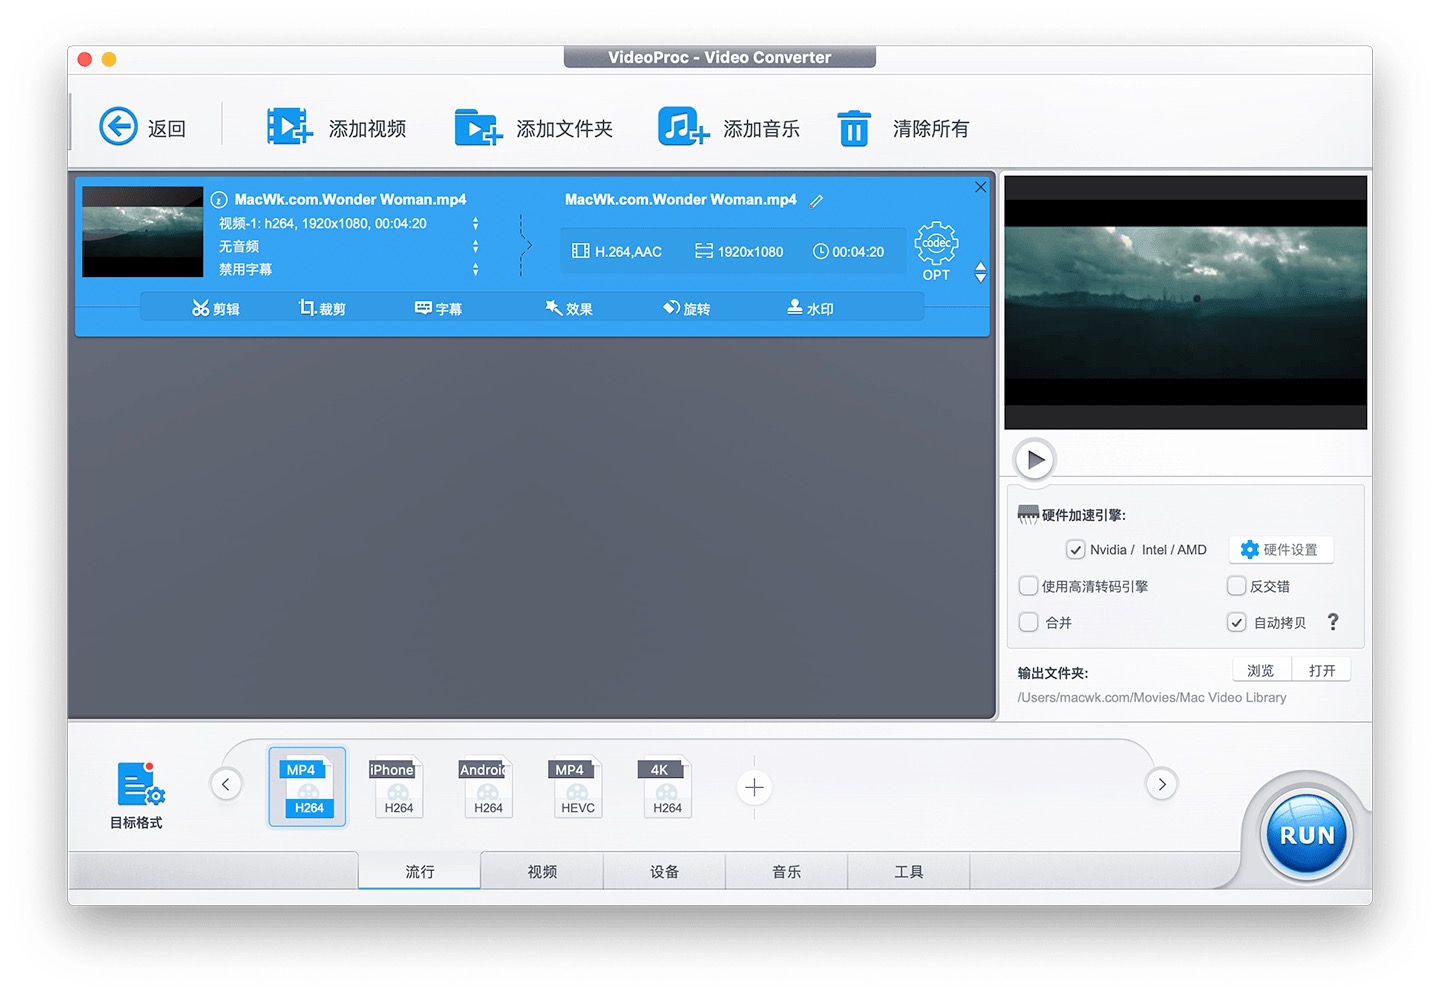 VideoProc - Video Converter
返回
添加视频
添加文件夹
添加音乐
清除所有
MacWk.com.Wonder Woman.mp4
视频-1: h264, 1920x1080, 00:04:20
无音频
禁用字幕
MacWk.com.Wonder Woman.mp4
H.264,AAC
1920x1080
00:04:20
codec
OPT
剪辑
裁剪
字幕
效果
旋转
水印
硬件加速引擎:
Nvidia / Intel / AMD
硬件设置
使用高清转码引擎
反交错
合并
自动拷贝
?
输出文件夹:
浏览
打开
/Users/macwk.com/Movies/Mac Video Library
目标格式
MP4
H264
iPhone
H264
Android
H264
MP4
HEVC
4K
H264
RUN
流行
视频
设备
音乐
工具